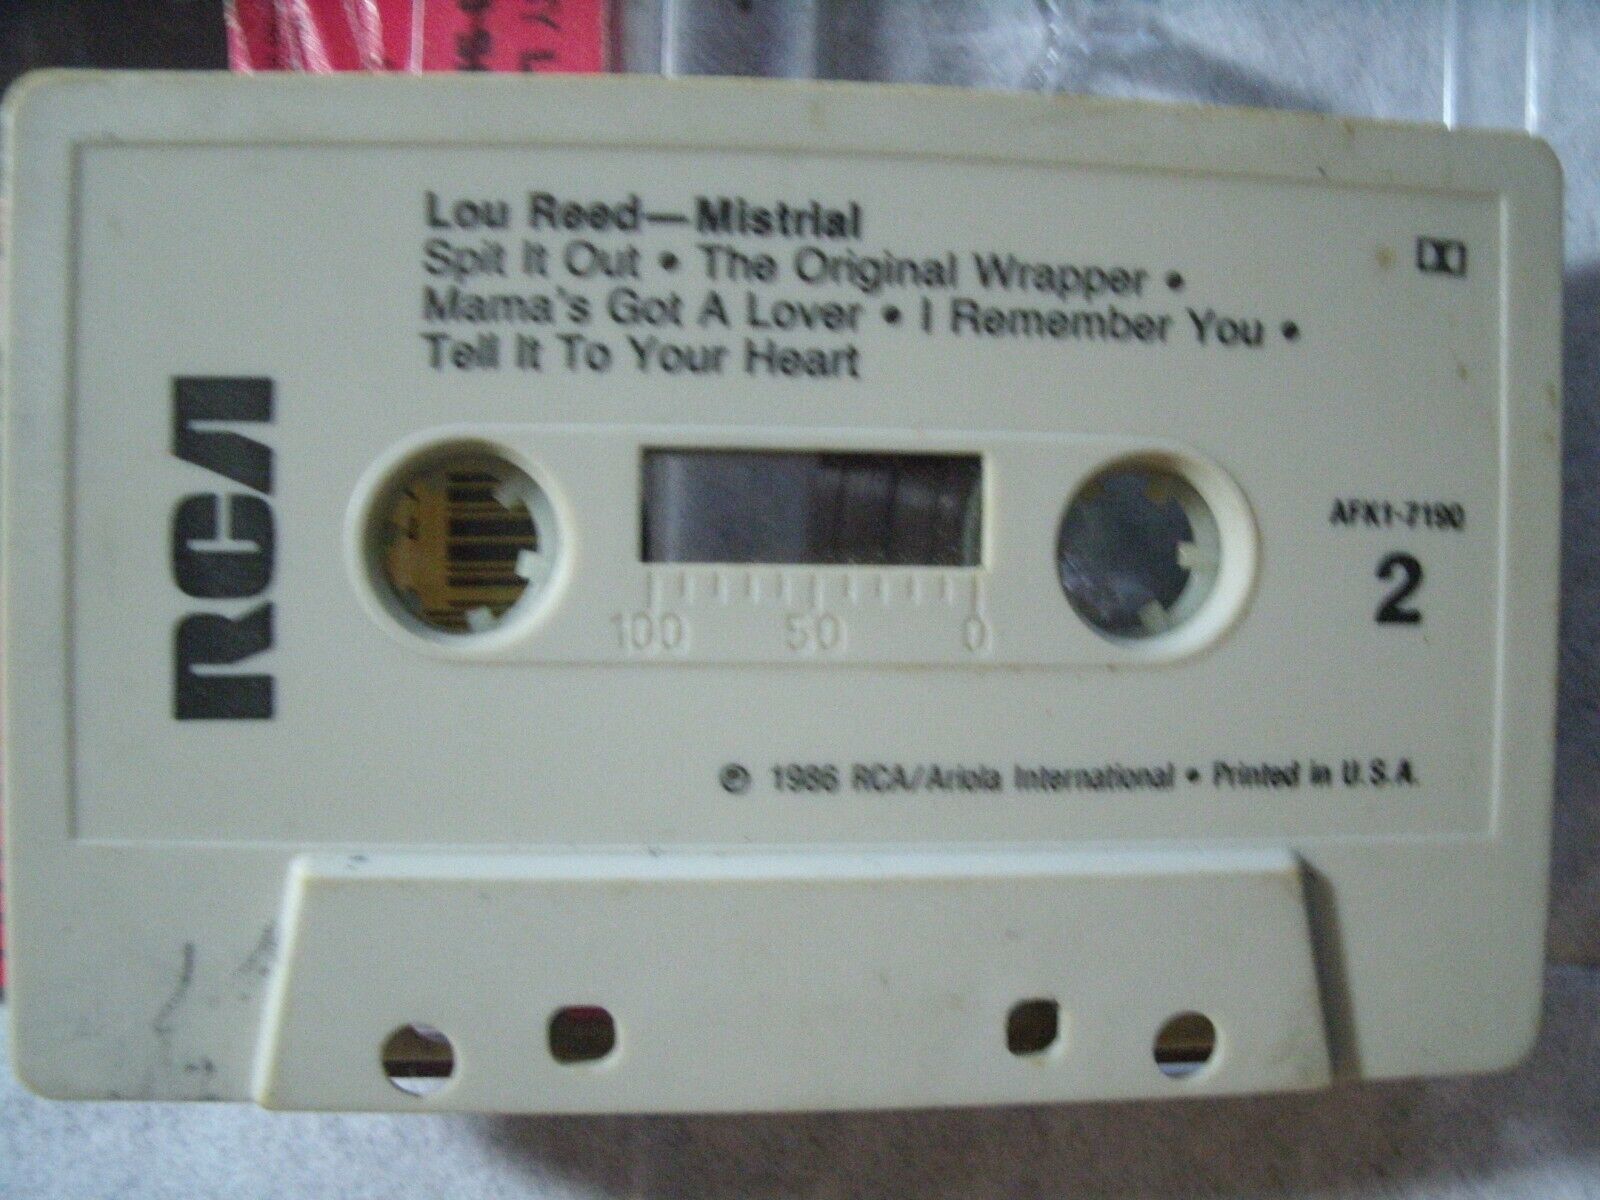 Lou Reed—Mistrial
Spit It Out • The Original Wrapper •
Mama's Got A Lover • I Remember You •
Tell It To Your Heart
RCA
AFK1-7190
2
100 50 0
℗ 1986 RCA/Ariola International • Printed in U.S.A.